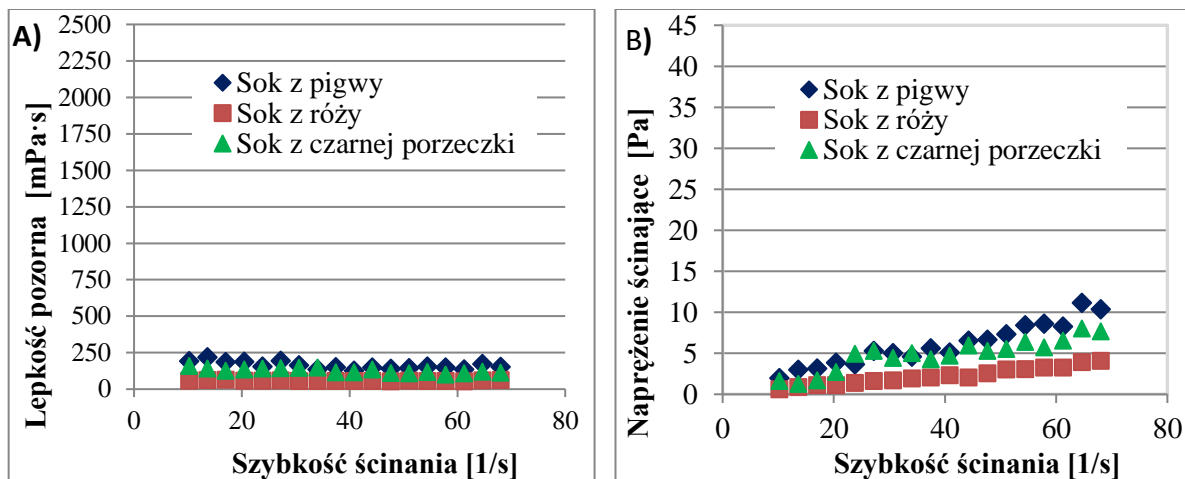 A)
Lepkość pozorna [mPa·s]
2500
2250
2000
1750
1500
1250
1000
750
500
250
0
Sok z pigwy
Sok z róży
Sok z czarnej porzeczki
0 20 40 60 80
Szybkość ścinania [1/s]
B)
Naprężenie ścinające [Pa]
45
40
35
30
25
20
15
10
5
0
Sok z pigwy
Sok z róży
Sok z czarnej porzeczki
0 20 40 60 80
Szybkość ścinania [1/s]